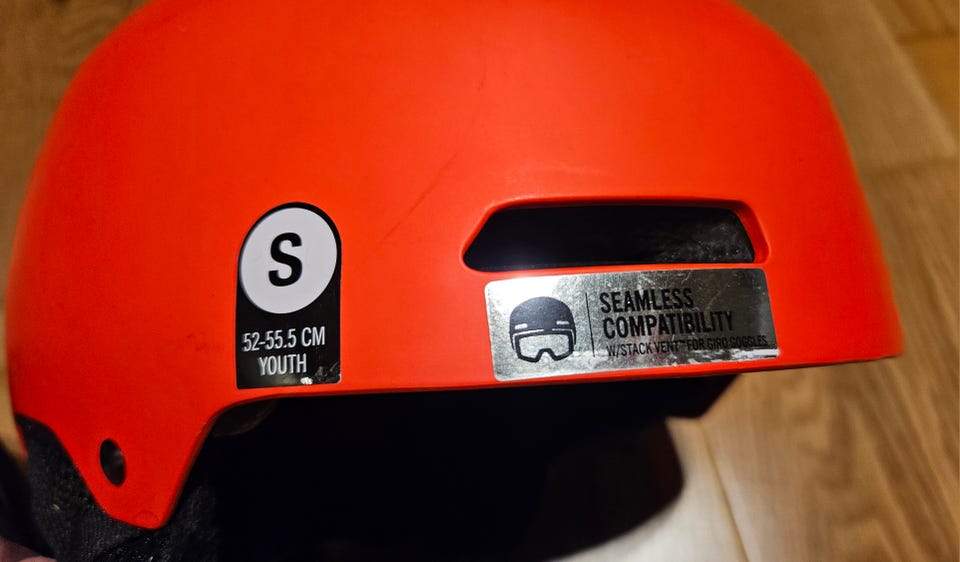 S
52-55.5 CM
YOUTH
SEAMLESS
COMPATIBILITY
W/STACK VENT™ FOR GIRO GOGGLES